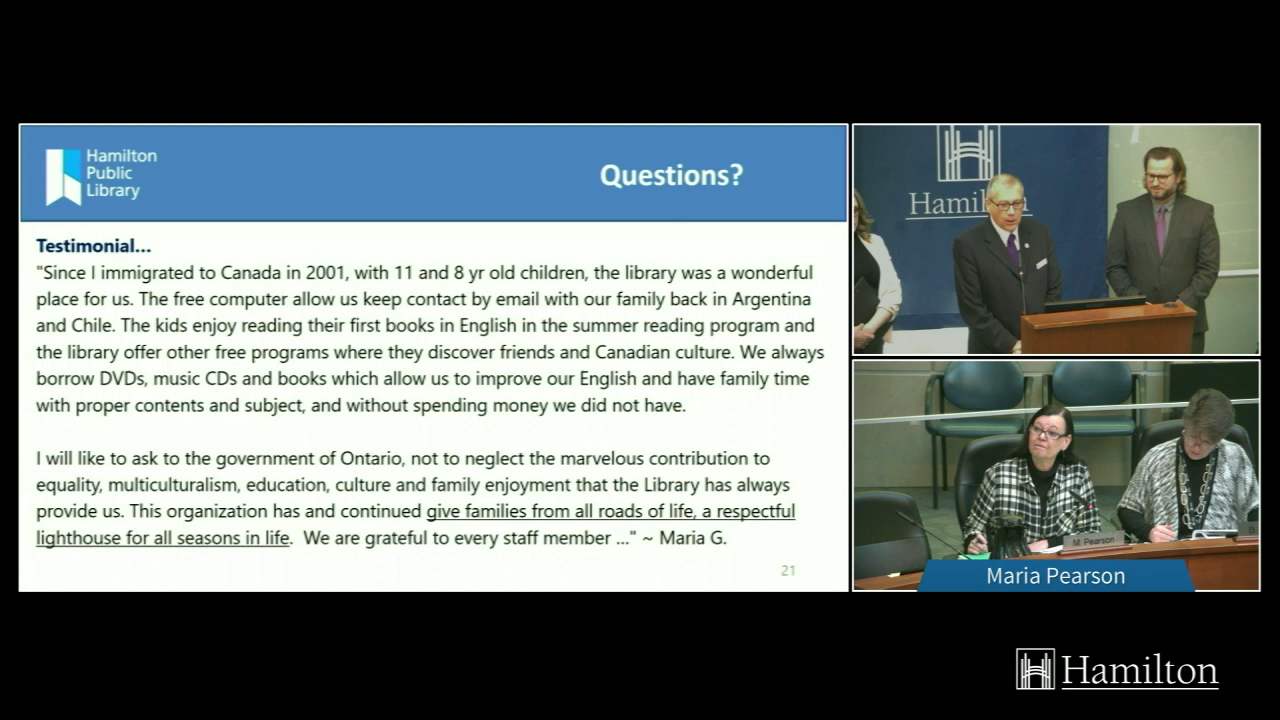 Hamilton
Public
Library
Questions?
Testimonial...
"Since I immigrated to Canada in 2001, with 11 and 8 yr old children, the library was a wonderful
place for us. The free computer allow us keep contact by email with our family back in Argentina
and Chile. The kids enjoy reading their first books in English in the summer reading program and
the library offer other free programs where they discover friends and Canadian culture. We always
borrow DVDs, music CDs and books which allow us to improve our English and have family time
with proper contents and subject, and without spending money we did not have.
I will like to ask to the government of Ontario, not to neglect the marvelous contribution to
equality, multiculturalism, education, culture and family enjoyment that the Library has always
provide us. This organization has and continued give families from all roads of life, a respectful
lighthouse for all seasons in life. We are grateful to every staff member ..." ~ Maria G.
21
Hamilton
M. Pearson
Maria Pearson
Hamilton